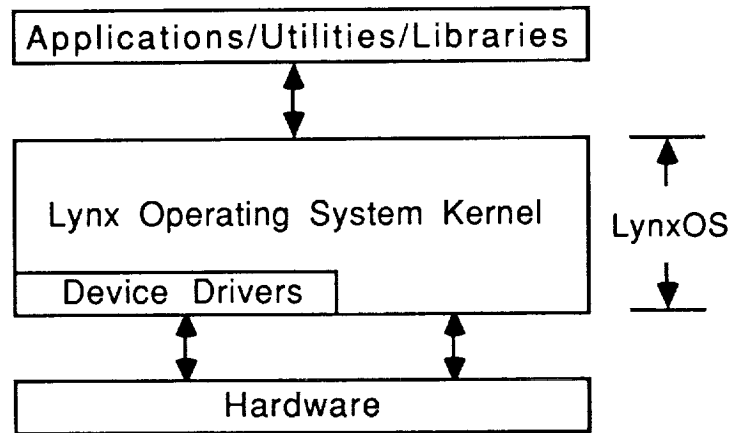 Applications/Utilities/Libraries
Lynx Operating System Kernel
LynxOS
Device Drivers
Hardware